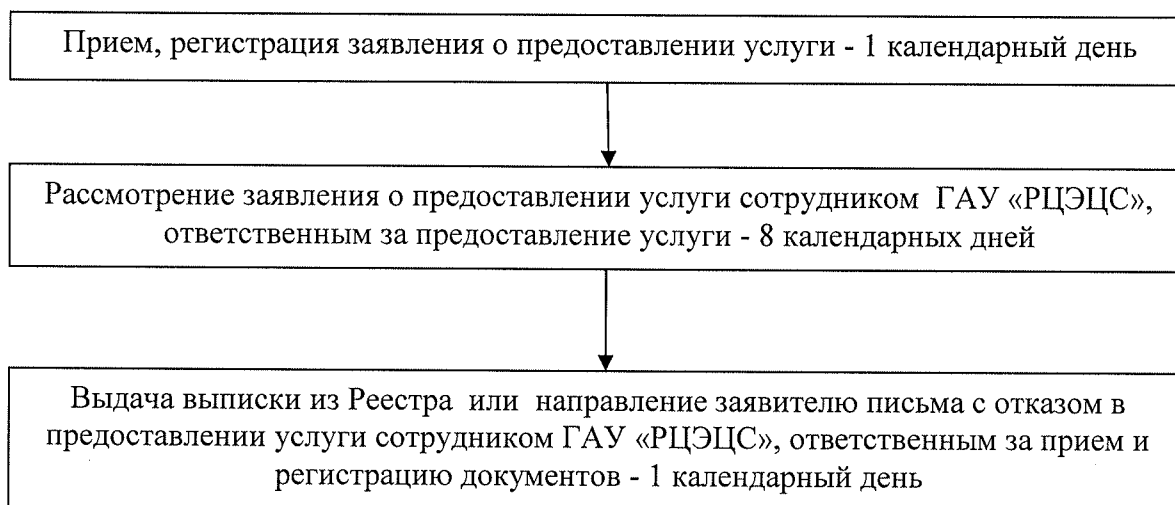 Прием, регистрация заявления о предоставлении услуги - 1 календарный день
Рассмотрение заявления о предоставлении услуги сотрудником ГАУ «РЦЭЦС»,
ответственным за предоставление услуги - 8 календарных дней
Выдача выписки из Реестра или направление заявителю письма с отказом в
предоставлении услуги сотрудником ГАУ «РЦЭЦС», ответственным за прием и
регистрацию документов - 1 календарный день